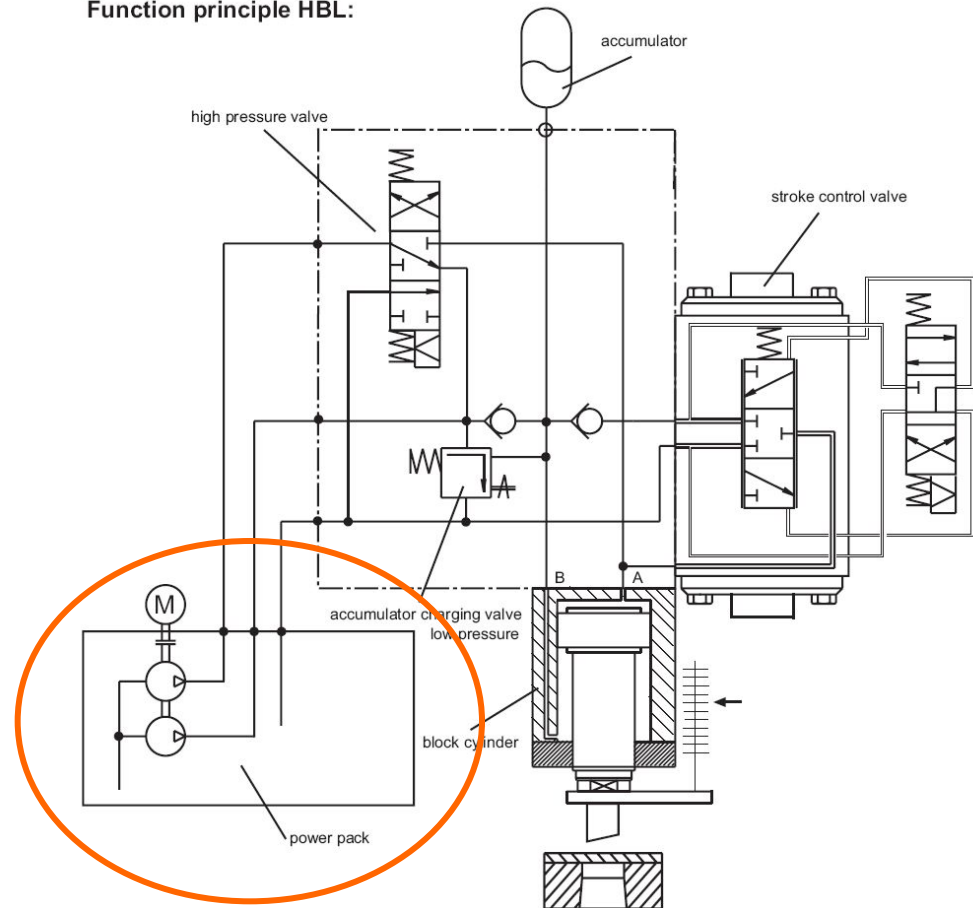 Function principle HBL:
accumulator
high pressure valve
stroke control valve
B
A
M
accumulator charging valve
low pressure
block cylinder
power pack